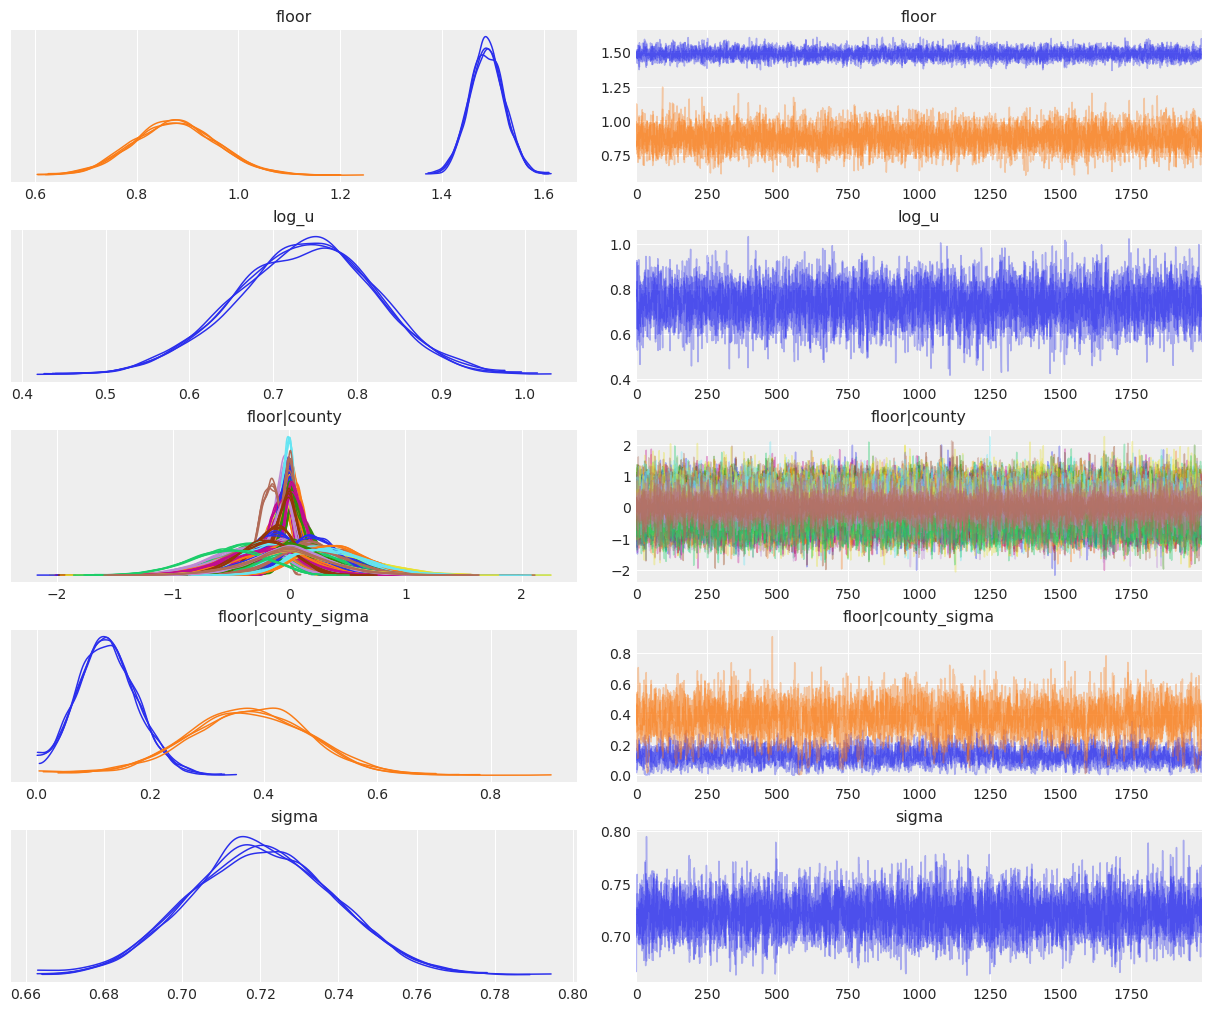 floor floor
1.50
1.25
1.00
0.75
0.6 0.8 1.0 1.2 1.4 1.6 0 250 500 750 1000 1250 1500 1750
log_u log_u
1.0
0.8
0.6
0.4
0.4 0.5 0.6 0.7 0.8 0.9 1.0 0 250 500 750 1000 1250 1500 1750
floor|county floor|county
2
1
0
−1
−2
−2 −1 0 1 2 0 250 500 750 1000 1250 1500 1750
floor|county_sigma floor|county_sigma
0.8
0.6
0.4
0.2
0.0
0.0 0.2 0.4 0.6 0.8 0 250 500 750 1000 1250 1500 1750
sigma sigma
0.80
0.75
0.70
0.66 0.68 0.70 0.72 0.74 0.76 0.78 0.80 0 250 500 750 1000 1250 1500 1750